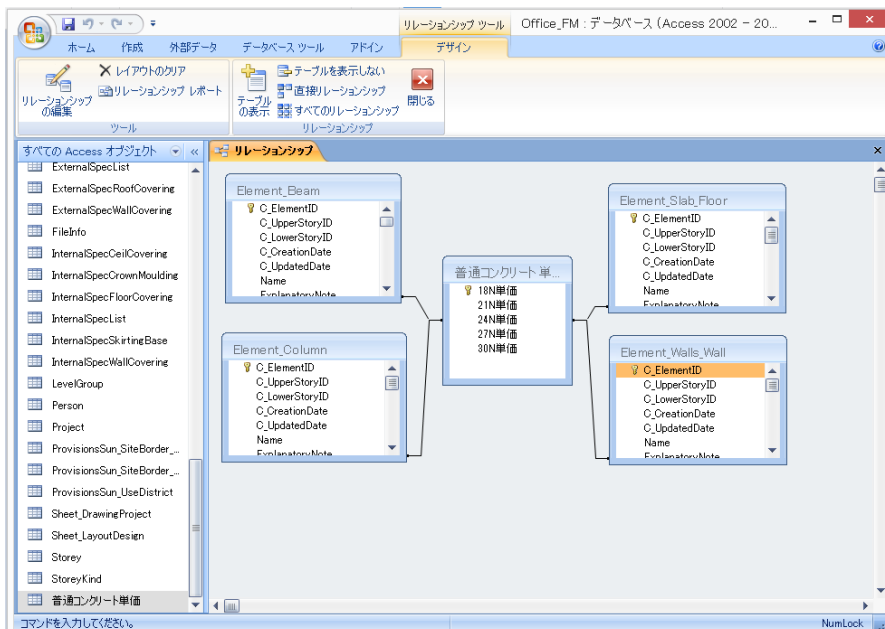 リレーションシップ ツール
Office_FM : データベース (Access 2002 - 20...
ホーム 作成 外部データ データベース ツール アドイン デザイン
リレーションシップの編集
レイアウトのクリア
リレーションシップ レポート
ツール
テーブルの表示
テーブルを表示しない
直接リレーションシップ
すべてのリレーションシップ
リレーションシップ
閉じる
すべての Access オブジェクト
ExternalSpecList
ExternalSpecRoofCovering
ExternalSpecWallCovering
FileInfo
InternalSpecCeilCovering
InternalSpecCrownMoulding
InternalSpecFloorCovering
InternalSpecList
InternalSpecSkirtingBase
InternalSpecWallCovering
LevelGroup
Person
Project
ProvisionsSun_SiteBorder_...
ProvisionsSun_SiteBorder_...
ProvisionsSun_UseDistrict
Sheet_DrawingProject
Sheet_LayoutDesign
Storey
StoreyKind
普通コンクリート単価
リレーションシップ
Element_Beam
C_ElementID
C_UpperStoryID
C_LowerStoryID
C_CreationDate
C_UpdatedDate
Name
ExplanatoryNote
Element_Column
C_ElementID
C_UpperStoryID
C_LowerStoryID
C_CreationDate
C_UpdatedDate
Name
ExplanatoryNote
普通コンクリート単...
18N単価
21N単価
24N単価
27N単価
30N単価
Element_Slab_Floor
C_ElementID
C_UpperStoryID
C_LowerStoryID
C_CreationDate
C_UpdatedDate
Name
ExplanatoryNote
Element_Walls_Wall
C_ElementID
C_UpperStoryID
C_LowerStoryID
C_CreationDate
C_UpdatedDate
Name
ExplanatoryNote
コマンドを入力してください。
NumLock